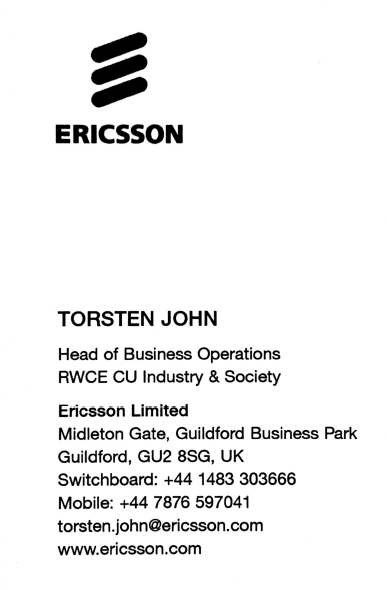 ERICSSON
TORSTEN JOHN
Head of Business Operations
RWCE CU Industry & Society
Ericsson Limited
Midleton Gate, Guildford Business Park
Guildford, GU2 8SG, UK
Switchboard: +44 1483 303666
Mobile: +44 7876 597041
torsten.john@ericsson.com
www.ericsson.com